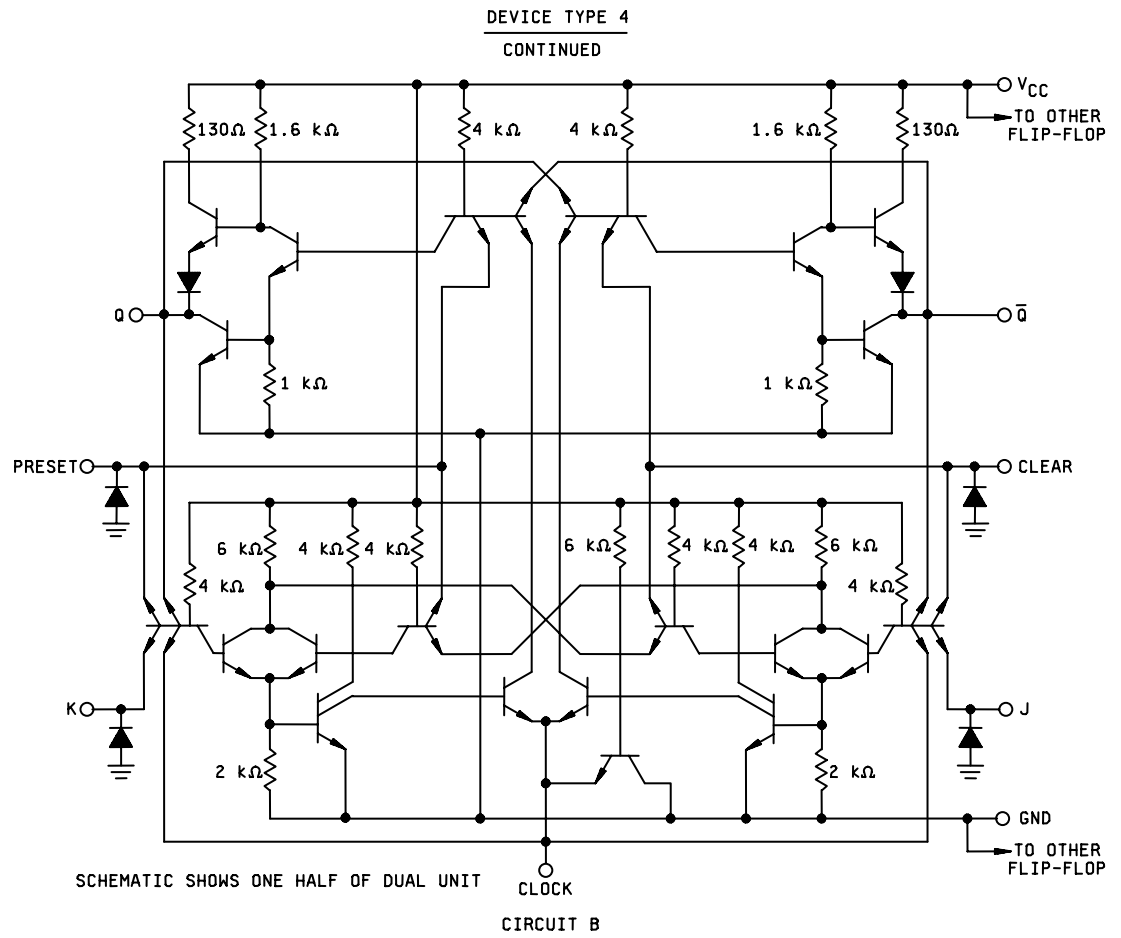 DEVICE TYPE 4
CONTINUED
VCC
TO OTHER
FLIP-FLOP
130Ω
1.6 kΩ
4 kΩ
4 kΩ
1.6 kΩ
130Ω
Q
Q̅
1 kΩ
1 kΩ
PRESET
CLEAR
6 kΩ
4 kΩ
4 kΩ
6 kΩ
4 kΩ
4 kΩ
6 kΩ
4 kΩ
4 kΩ
K
J
2 kΩ
2 kΩ
GND
TO OTHER
FLIP-FLOP
SCHEMATIC SHOWS ONE HALF OF DUAL UNIT
CLOCK
CIRCUIT B